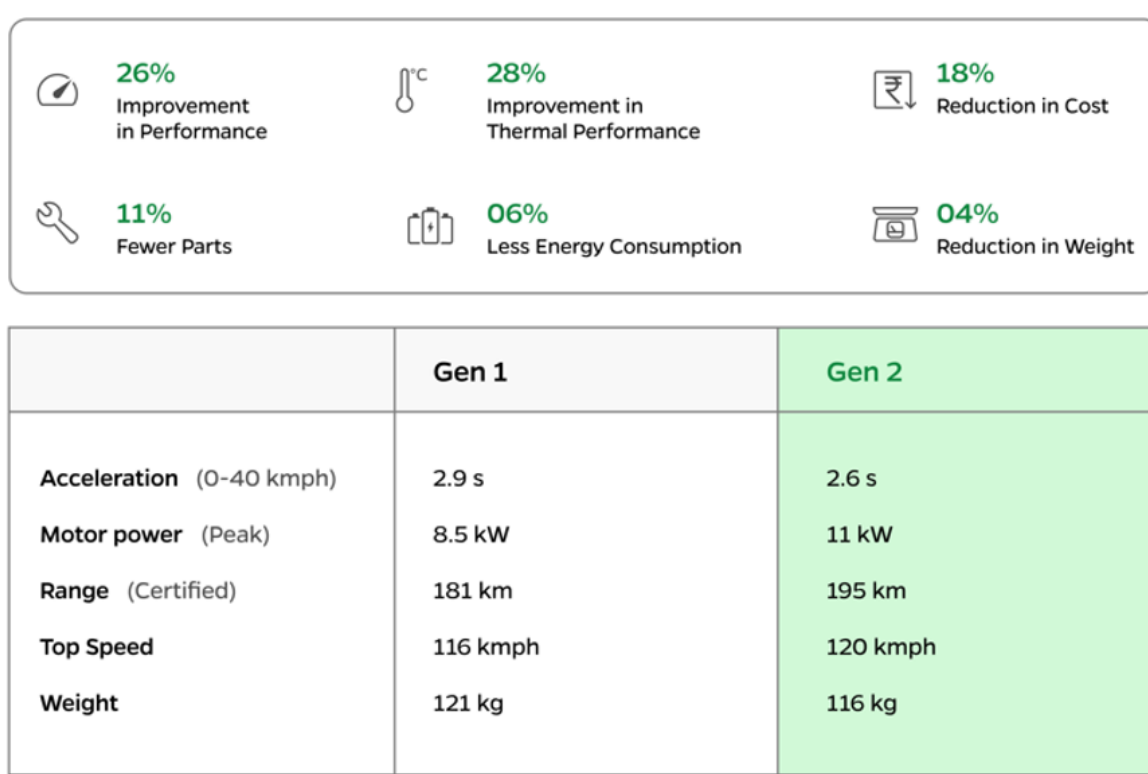 26%
Improvement
in Performance
°C
28%
Improvement in
Thermal Performance
₹
18%
Reduction in Cost
11%
Fewer Parts
06%
Less Energy Consumption
04%
Reduction in Weight
Gen 1 Gen 2
Acceleration (0-40 kmph) 2.9 s 2.6 s
Motor power (Peak) 8.5 kW 11 kW
Range (Certified) 181 km 195 km
Top Speed 116 kmph 120 kmph
Weight 121 kg 116 kg